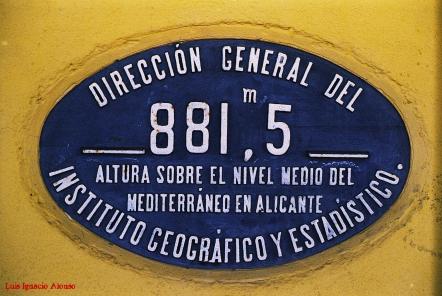 DIRECCIÓN GENERAL DEL
881,5 m
ALTURA SOBRE EL NIVEL MEDIO DEL
MEDITERRÁNEO EN ALICANTE
INSTITUTO GEOGRÁFICO Y ESTADÍSTICO.
Luis Ignacio Alonso